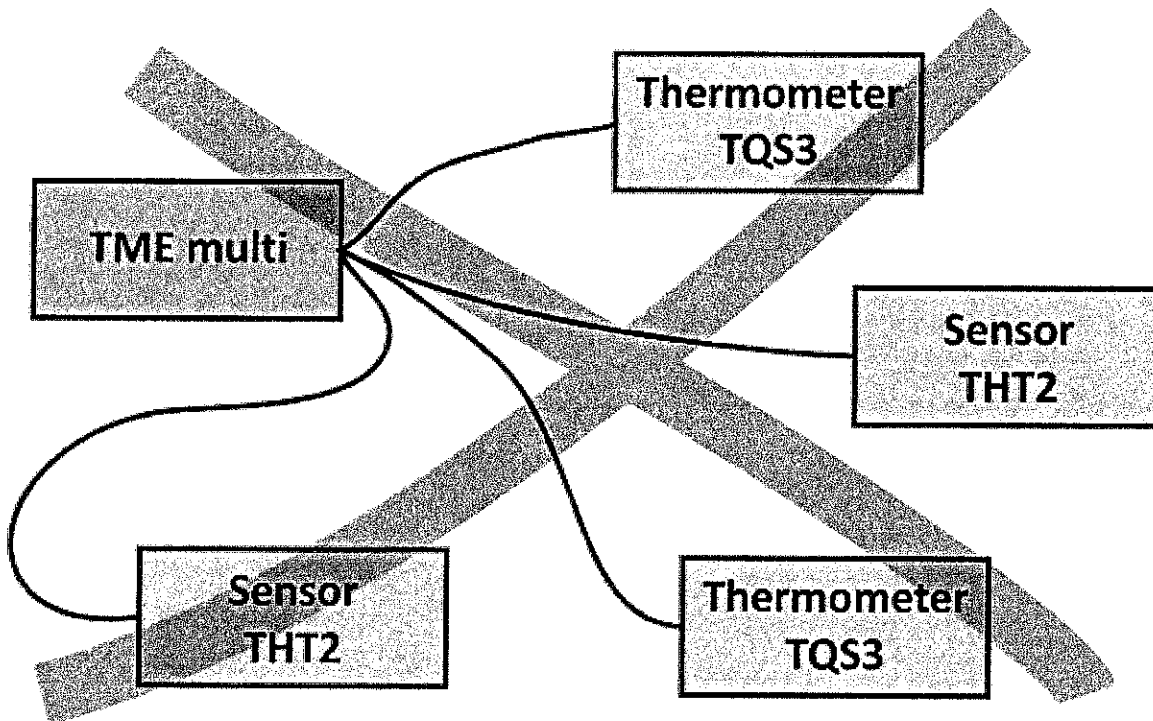 Thermometer
TQS3
TME multi
Sensor
THT2
Sensor
THT2
Thermometer
TQS3